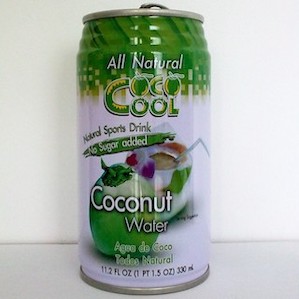 All Natural
COCO
COOL
Natural Sports Drink
No Sugar added
Coconut
Water
Agua de Coco
Todos Natural
11.2 FL OZ (1 PT 1.5 OZ) 330 mL